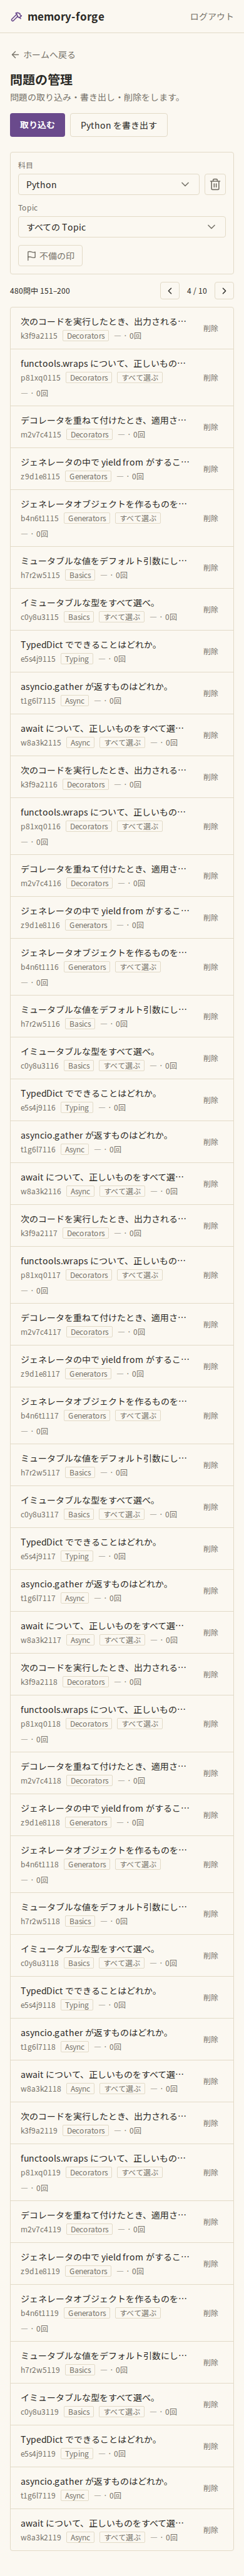 memory-forge
ログアウト
ホームへ戻る
問題の管理
問題の取り込み・書き出し・削除をします。
取り込む
Python を書き出す
科目
Python
Topic
すべての Topic
不備の印
480問中 151–200
4 / 10
次のコードを実行したとき、出力される…
削除
k3f9a2115 Decorators —・0回
functools.wraps について、正しいもの…
削除
p81xq0115 Decorators すべて選ぶ
—・0回
デコレータを重ねて付けたとき、適用さ…
削除
m2v7c4115 Decorators —・0回
ジェネレータの中で yield from がするこ…
削除
z9d1e8115 Generators —・0回
ジェネレータオブジェクトを作るものを…
削除
b4n6t1115 Generators すべて選ぶ
—・0回
ミュータブルな値をデフォルト引数にし…
削除
h7r2w5115 Basics —・0回
イミュータブルな型をすべて選べ。
削除
c0y8u3115 Basics すべて選ぶ —・0回
TypedDict でできることはどれか。
削除
e5s4j9115 Typing —・0回
asyncio.gather が返すものはどれか。
削除
t1g6l7115 Async —・0回
await について、正しいものをすべて選…
削除
w8a3k2115 Async すべて選ぶ —・0回
次のコードを実行したとき、出力される…
削除
k3f9a2116 Decorators —・0回
functools.wraps について、正しいもの…
削除
p81xq0116 Decorators すべて選ぶ
—・0回
デコレータを重ねて付けたとき、適用さ…
削除
m2v7c4116 Decorators —・0回
ジェネレータの中で yield from がするこ…
削除
z9d1e8116 Generators —・0回
ジェネレータオブジェクトを作るものを…
削除
b4n6t1116 Generators すべて選ぶ
—・0回
ミュータブルな値をデフォルト引数にし…
削除
h7r2w5116 Basics —・0回
イミュータブルな型をすべて選べ。
削除
c0y8u3116 Basics すべて選ぶ —・0回
TypedDict でできることはどれか。
削除
e5s4j9116 Typing —・0回
asyncio.gather が返すものはどれか。
削除
t1g6l7116 Async —・0回
await について、正しいものをすべて選…
削除
w8a3k2116 Async すべて選ぶ —・0回
次のコードを実行したとき、出力される…
削除
k3f9a2117 Decorators —・0回
functools.wraps について、正しいもの…
削除
p81xq0117 Decorators すべて選ぶ
—・0回
デコレータを重ねて付けたとき、適用さ…
削除
m2v7c4117 Decorators —・0回
ジェネレータの中で yield from がするこ…
削除
z9d1e8117 Generators —・0回
ジェネレータオブジェクトを作るものを…
削除
b4n6t1117 Generators すべて選ぶ
—・0回
ミュータブルな値をデフォルト引数にし…
削除
h7r2w5117 Basics —・0回
イミュータブルな型をすべて選べ。
削除
c0y8u3117 Basics すべて選ぶ —・0回
TypedDict でできることはどれか。
削除
e5s4j9117 Typing —・0回
asyncio.gather が返すものはどれか。
削除
t1g6l7117 Async —・0回
await について、正しいものをすべて選…
削除
w8a3k2117 Async すべて選ぶ —・0回
次のコードを実行したとき、出力される…
削除
k3f9a2118 Decorators —・0回
functools.wraps について、正しいもの…
削除
p81xq0118 Decorators すべて選ぶ
—・0回
デコレータを重ねて付けたとき、適用さ…
削除
m2v7c4118 Decorators —・0回
ジェネレータの中で yield from がするこ…
削除
z9d1e8118 Generators —・0回
ジェネレータオブジェクトを作るものを…
削除
b4n6t1118 Generators すべて選ぶ
—・0回
ミュータブルな値をデフォルト引数にし…
削除
h7r2w5118 Basics —・0回
イミュータブルな型をすべて選べ。
削除
c0y8u3118 Basics すべて選ぶ —・0回
TypedDict でできることはどれか。
削除
e5s4j9118 Typing —・0回
asyncio.gather が返すものはどれか。
削除
t1g6l7118 Async —・0回
await について、正しいものをすべて選…
削除
w8a3k2118 Async すべて選ぶ —・0回
次のコードを実行したとき、出力される…
削除
k3f9a2119 Decorators —・0回
functools.wraps について、正しいもの…
削除
p81xq0119 Decorators すべて選ぶ
—・0回
デコレータを重ねて付けたとき、適用さ…
削除
m2v7c4119 Decorators —・0回
ジェネレータの中で yield from がするこ…
削除
z9d1e8119 Generators —・0回
ジェネレータオブジェクトを作るものを…
削除
b4n6t1119 Generators すべて選ぶ
—・0回
ミュータブルな値をデフォルト引数にし…
削除
h7r2w5119 Basics —・0回
イミュータブルな型をすべて選べ。
削除
c0y8u3119 Basics すべて選ぶ —・0回
TypedDict でできることはどれか。
削除
e5s4j9119 Typing —・0回
asyncio.gather が返すものはどれか。
削除
t1g6l7119 Async —・0回
await について、正しいものをすべて選…
削除
w8a3k2119 Async すべて選ぶ —・0回